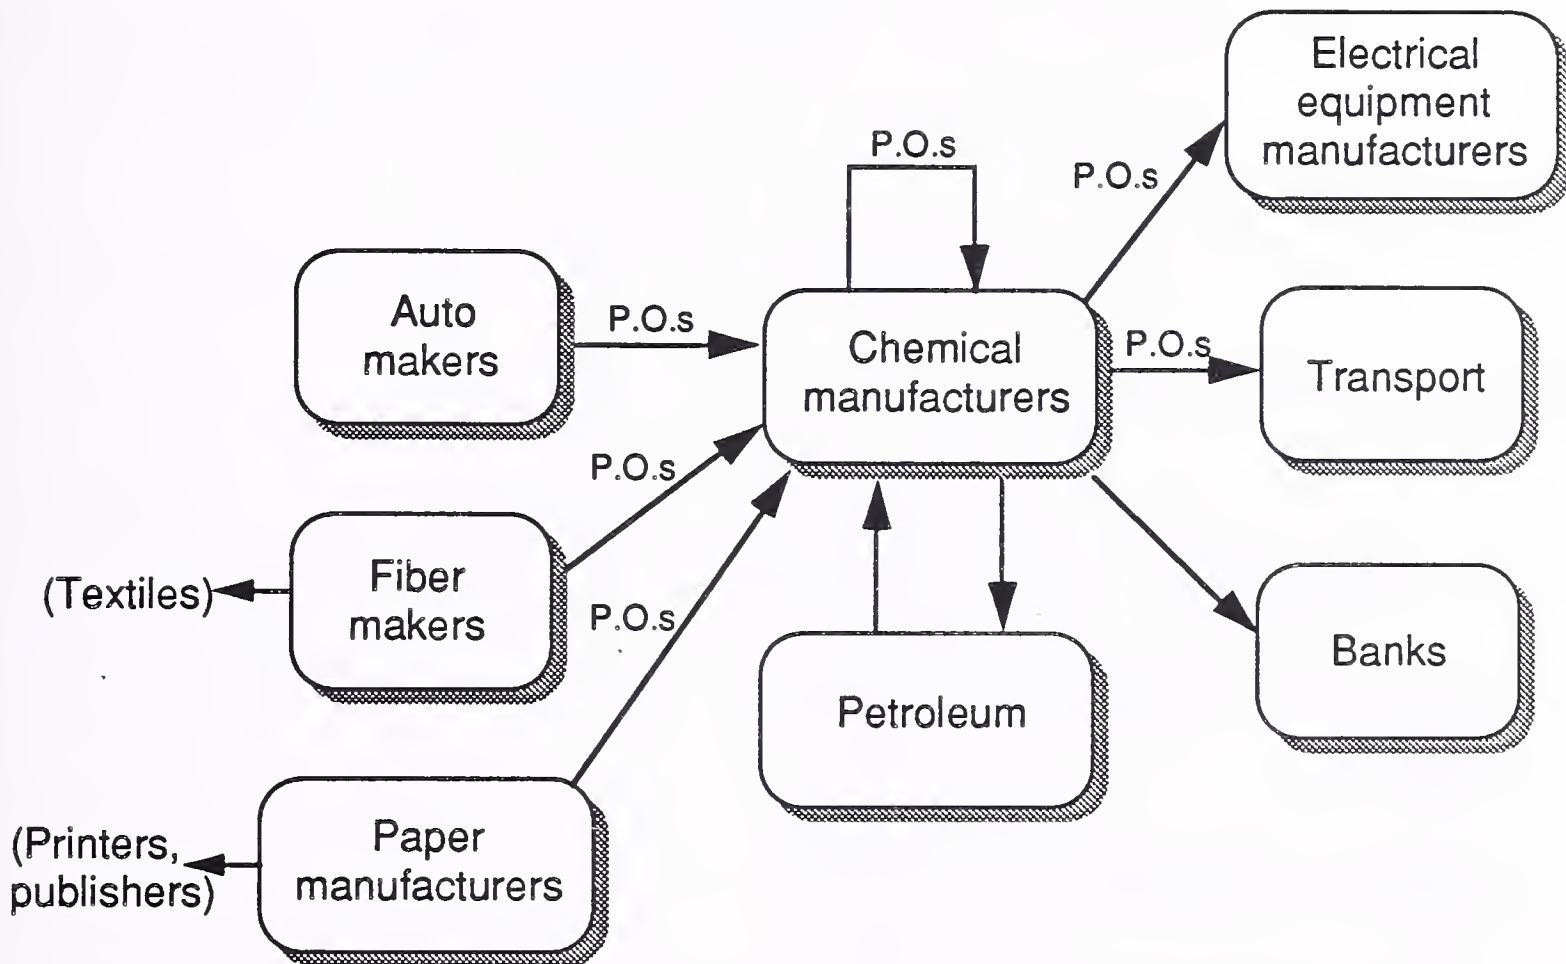 Electrical
equipment
manufacturers
P.O.s
P.O.s
Auto
makers
P.O.s
Chemical
manufacturers
P.O.s
Transport
P.O.s
(Textiles)
Fiber
makers
P.O.s
Banks
Petroleum
(Printers,
publishers)
Paper
manufacturers